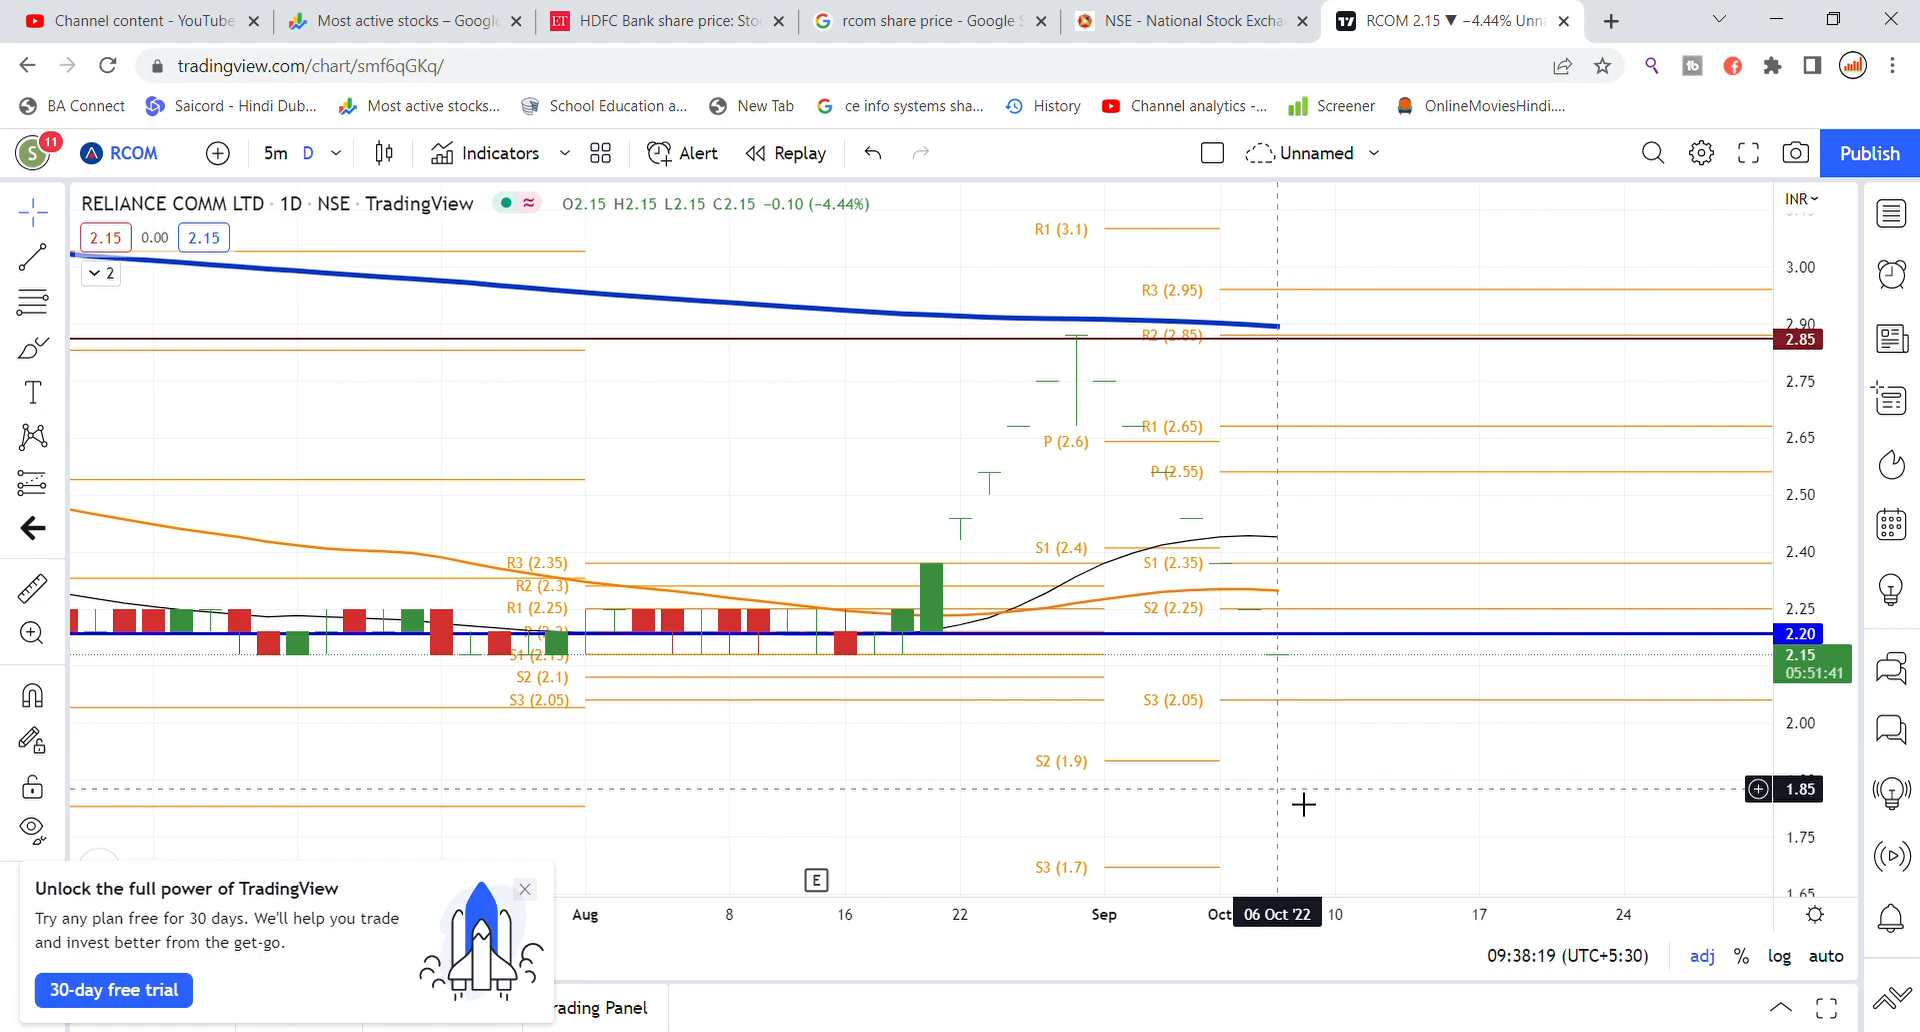 Channel content - YouTube
Most active stocks – Google
ET HDFC Bank share price: Sto
rcom share price - Google S
NSE - National Stock Excha
RCOM 2.15 ▼ −4.44% Unn
tradingview.com/chart/smf6qGKq/
BA Connect
Saicord - Hindi Dub...
Most active stocks...
School Education a...
New Tab
ce info systems sha...
History
Channel analytics -...
Screener
OnlineMoviesHindi....
S 11 RCOM 5m D Indicators Alert Replay Unnamed Publish
RELIANCE COMM LTD · 1D · NSE · TradingView O2.15 H2.15 L2.15 C2.15 −0.10 (−4.44%) INR
2.15 0.00 2.15
2
R1 (3.1)
3.00
R3 (2.95)
2.90
R2 (2.85)
2.85
2.75
R1 (2.65)
P (2.6)
2.65
P (2.55)
2.50
S1 (2.4)
2.40
R3 (2.35)
S1 (2.35)
R2 (2.3)
R1 (2.25)
S2 (2.25)
2.25
2.20
S1 (2.15)
2.15
05:51:41
S2 (2.1)
S3 (2.05)
S3 (2.05)
2.00
S2 (1.9)
1.85
1.75
S3 (1.7)
E
1.65
Aug 8 16 22 Sep Oct 06 Oct '22 10 17 24
Unlock the full power of TradingView
Try any plan free for 30 days. We'll help you trade
and invest better from the get-go.
30-day free trial
09:38:19 (UTC+5:30) adj % log auto
rading Panel